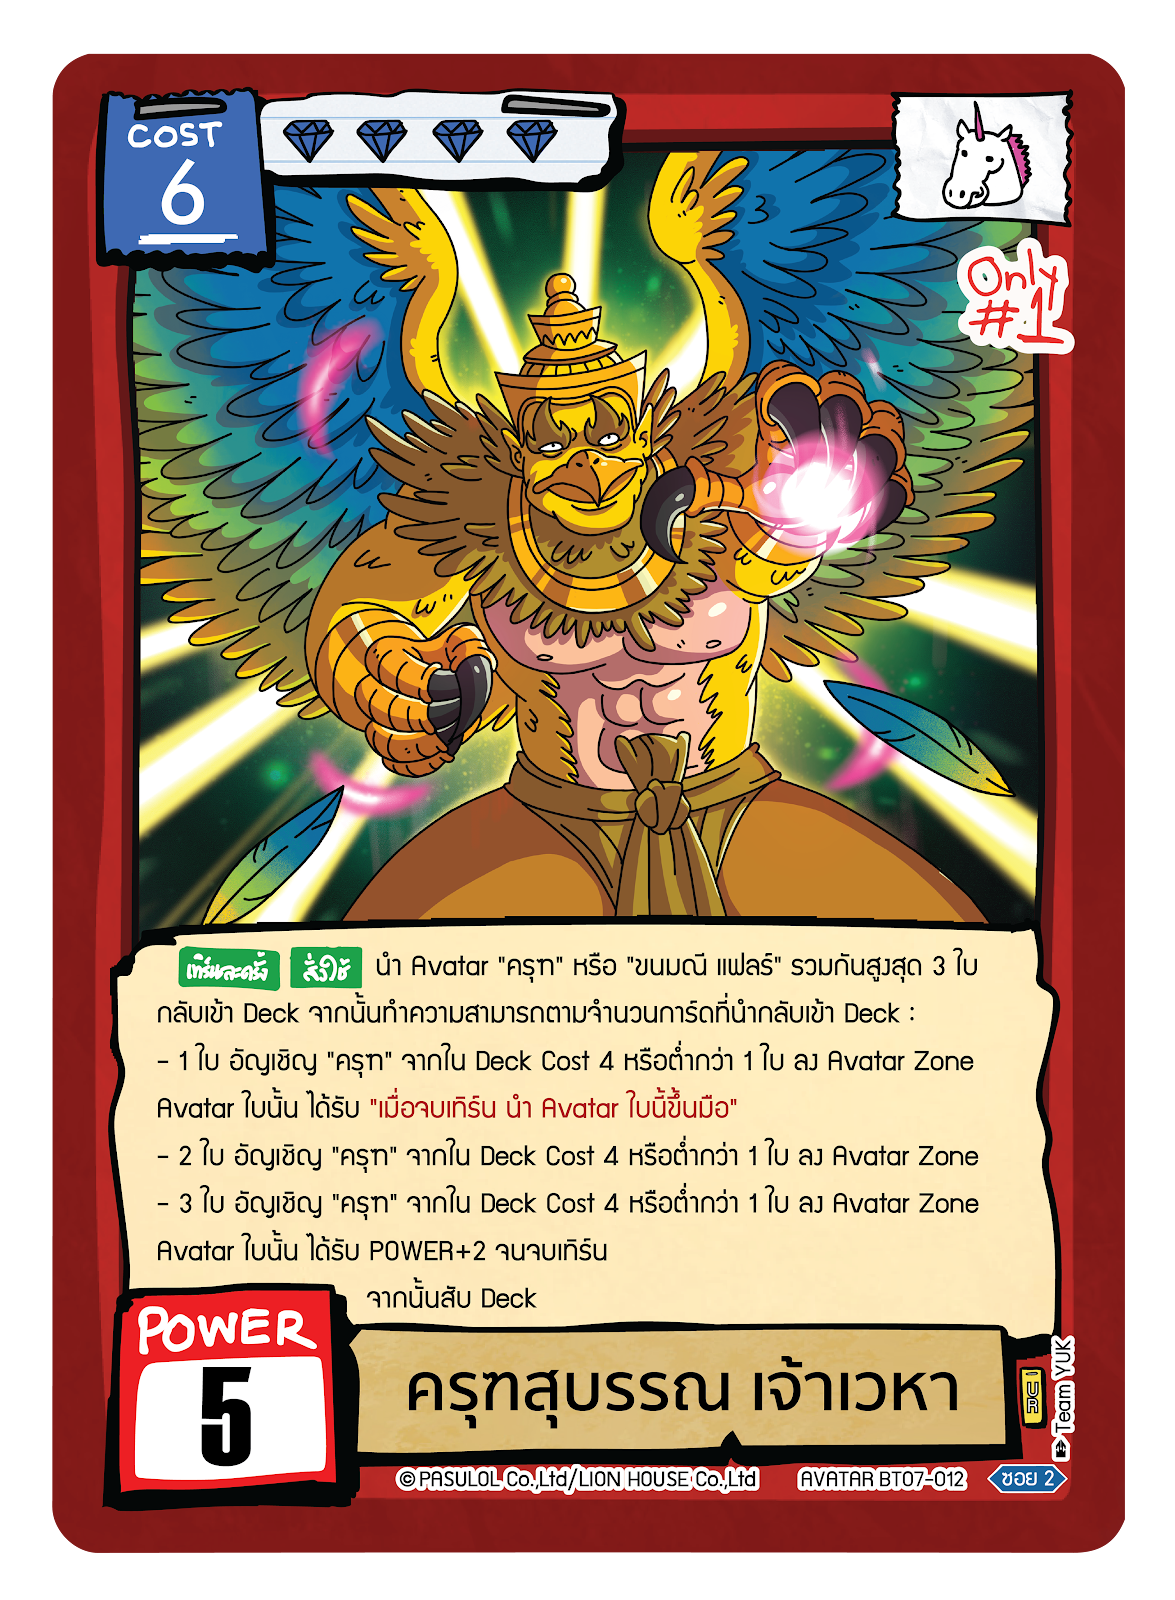 COST
6
Only
#1
เทิร์นละครั้ง สั่งใช้ นำ Avatar "ครุฑ" หรือ "ขนมณี แฟลร์" รวมกันสูงสุด 3 ใบ
กลับเข้า Deck จากนั้นทำความสามารถตามจำนวนการ์ดที่นำกลับเข้า Deck :
- 1 ใบ อัญเชิญ "ครุฑ" จากใน Deck Cost 4 หรือต่ำกว่า 1 ใบ ลง Avatar Zone
Avatar ใบนั้น ได้รับ "เมื่อจบเทิร์น นำ Avatar ใบนี้ขึ้นมือ"
- 2 ใบ อัญเชิญ "ครุฑ" จากใน Deck Cost 4 หรือต่ำกว่า 1 ใบ ลง Avatar Zone
- 3 ใบ อัญเชิญ "ครุฑ" จากใน Deck Cost 4 หรือต่ำกว่า 1 ใบ ลง Avatar Zone
Avatar ใบนั้น ได้รับ POWER+2 จนจบเทิร์น
จากนั้นสับ Deck
POWER
5
ครุฑสุบรรณ เจ้าเวหา
UR
Team YUK
© PASULOL Co.,Ltd/LION HOUSE Co.,Ltd AVATAR BT07-012 ซอย 2